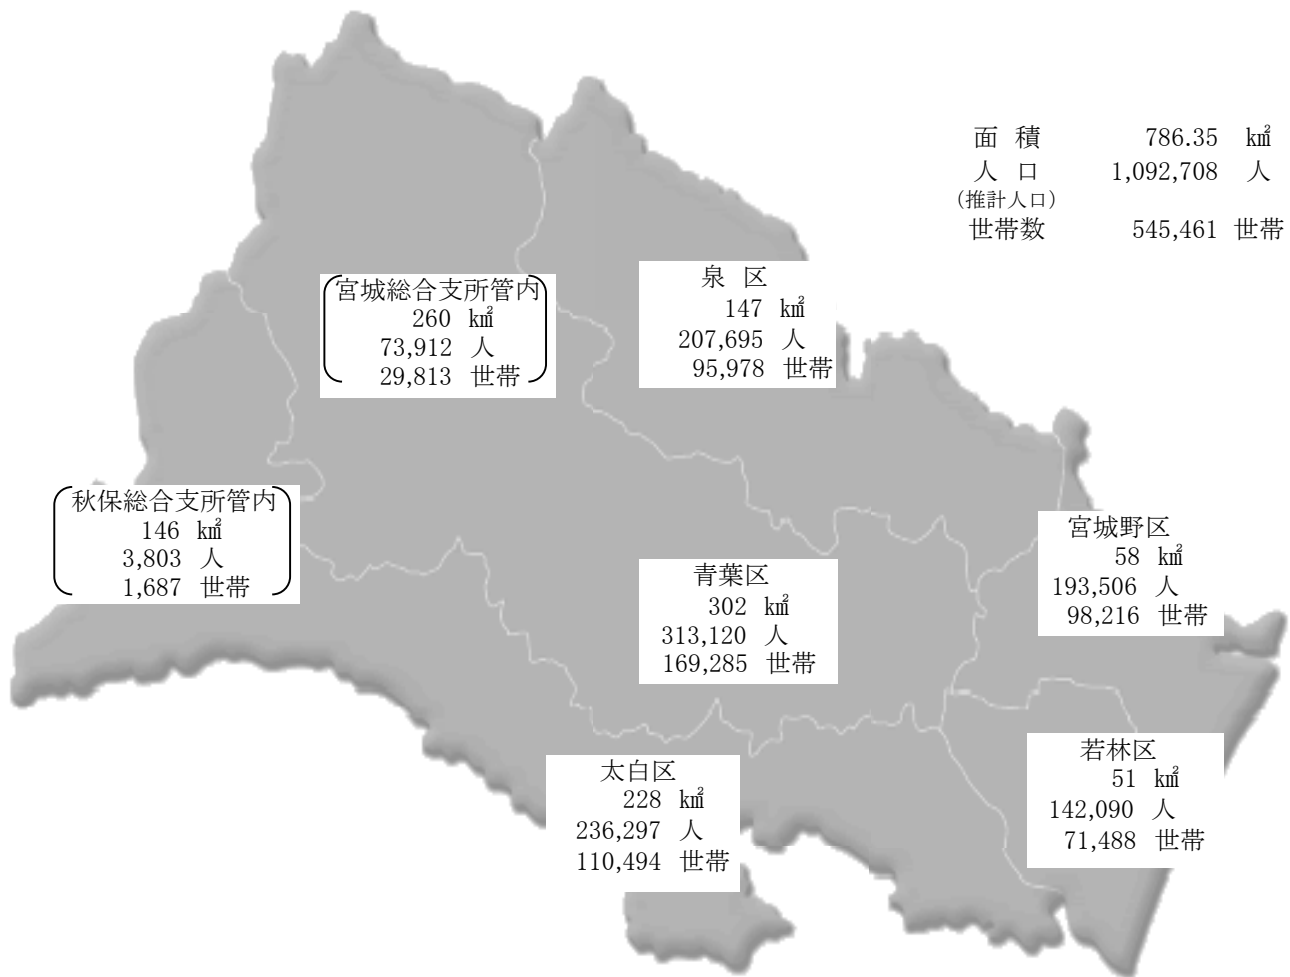 面 積 786.35 ㎢
人 口 1,092,708 人
(推計人口)
世帯数 545,461 世帯
泉 区
147 ㎢
207,695 人
95,978 世帯
宮城総合支所管内
260 ㎢
73,912 人
29,813 世帯
秋保総合支所管内
146 ㎢
3,803 人
1,687 世帯
宮城野区
58 ㎢
193,506 人
98,216 世帯
青葉区
302 ㎢
313,120 人
169,285 世帯
若林区
51 ㎢
142,090 人
71,488 世帯
太白区
228 ㎢
236,297 人
110,494 世帯